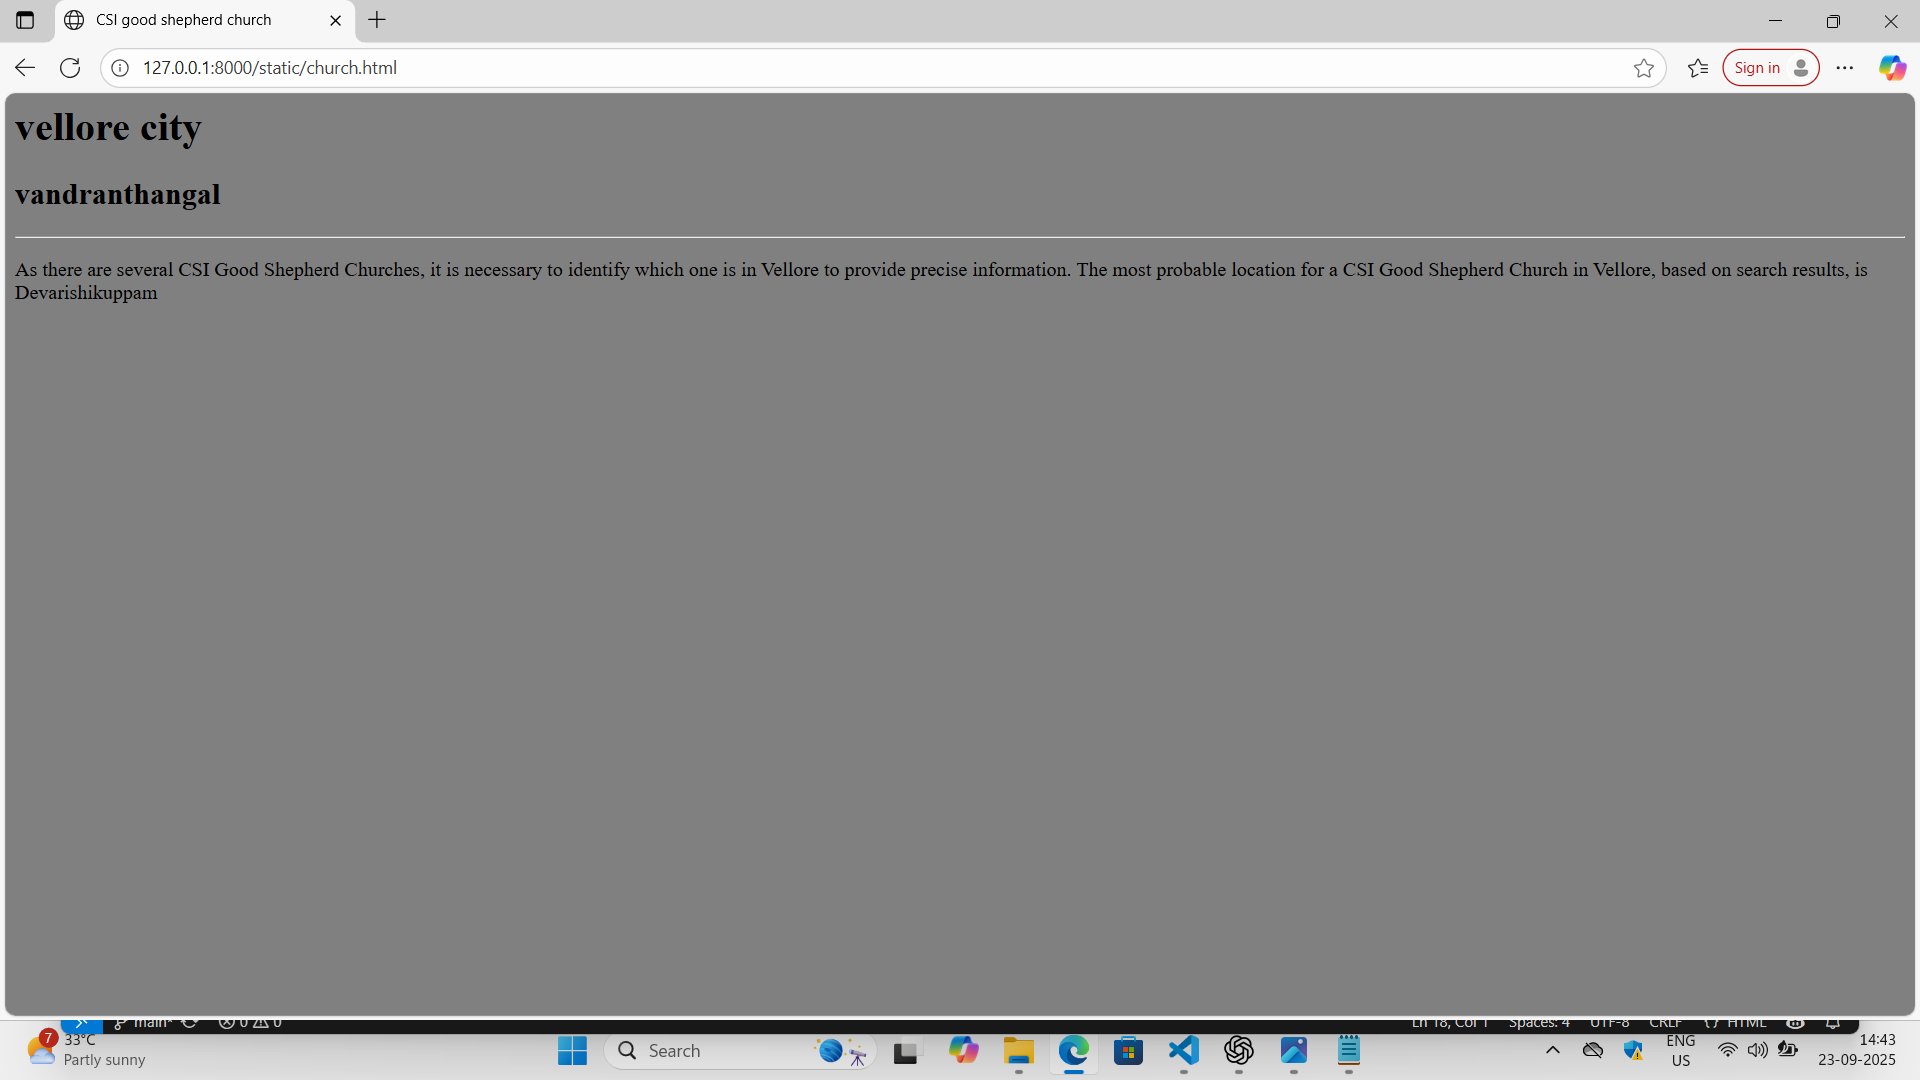 CSI good shepherd church
127.0.0.1:8000/static/church.html
Sign in
vellore city
vandranthangal
As there are several CSI Good Shepherd Churches, it is necessary to identify which one is in Vellore to provide precise information. The most probable location for a CSI Good Shepherd Church in Vellore, based on search results, is
Devarishikuppam
main* 0 0 Ln 18, Col 1 Spaces: 4 UTF-8 CRLF {} HTML
7
33°C
Partly sunny
Search
ENG
US
14:43
23-09-2025